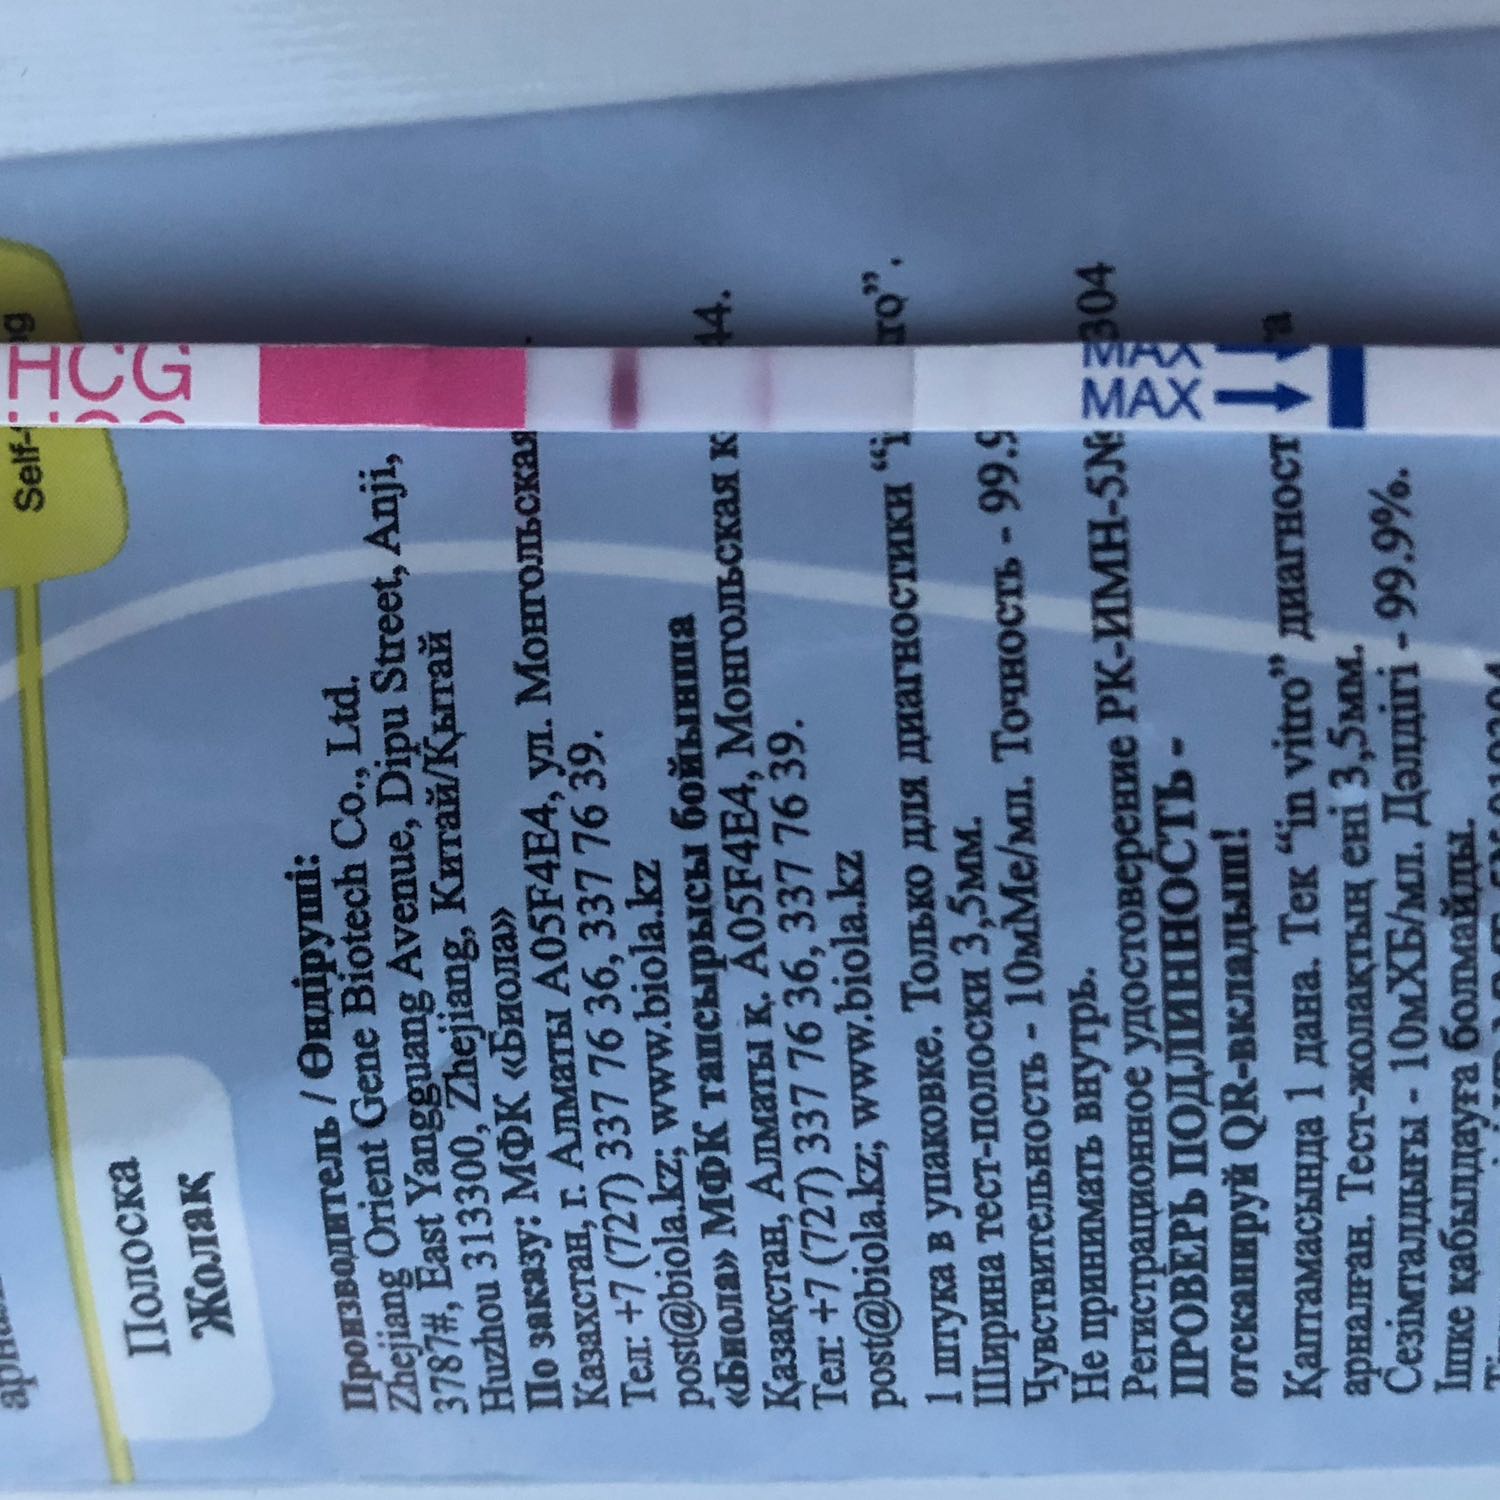 HCG
MAX
MAX
Self-
Полоска
Жолақ
Производитель / Өндіруші:
Zhejiang Orient Gene Biotech Co., Ltd.
3787#, East Yangguang Avenue, Dipu Street, Anji,
Huzhou 313300, Zhejiang, Китай/Қытай
По заказу: МФК «Биола»
Казахстан, г. Алматы A05F4E4, ул. Монгольская
44.
Тел: +7 (727) 337 76 36, 337 76 39.
post@biola.kz; www.biola.kz
«Биола» МФК тапсырысы бойынша
Қазақстан, Алматы қ. A05F4E4, Монгольская к
Тел: +7 (727) 337 76 36, 337 76 39.
post@biola.kz; www.biola.kz
1 штука в упаковке. Только для диагностики “i
ro”.
Ширина тест-полоски 3,5мм.
Чувствительность - 10мМе/мл. Точность - 99.9
Не принимать внутрь.
Регистрационное удостоверение РК-ИМН-5№
304
ПРОВЕРЬ ПОДЛИННОСТЬ -
отсканируй QR-вкладыш!
Қаптамасында 1 дана. Тек “in vitro” диагност
ға
арналған. Тест-жолақтың ені 3,5мм.
Сезімталдығы - 10мХБ/мл. Дәлдігі - 99.9%.
Ішке қабылдауға болмайды.